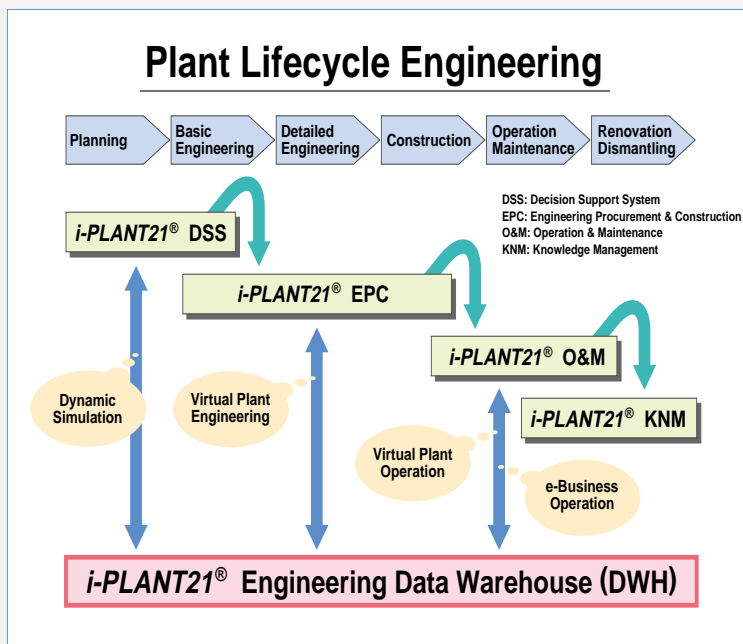 Plant Lifecycle Engineering
Planning
Basic
Engineering
Detailed
Engineering
Construction
Operation
Maintenance
Renovation
Dismantling
DSS: Decision Support System
EPC: Engineering Procurement & Construction
O&M: Operation & Maintenance
KNM: Knowledge Management
i-PLANT21® DSS
i-PLANT21® EPC
i-PLANT21® O&M
i-PLANT21® KNM
Dynamic
Simulation
Virtual Plant
Engineering
Virtual Plant
Operation
e-Business
Operation
i-PLANT21® Engineering Data Warehouse (DWH)